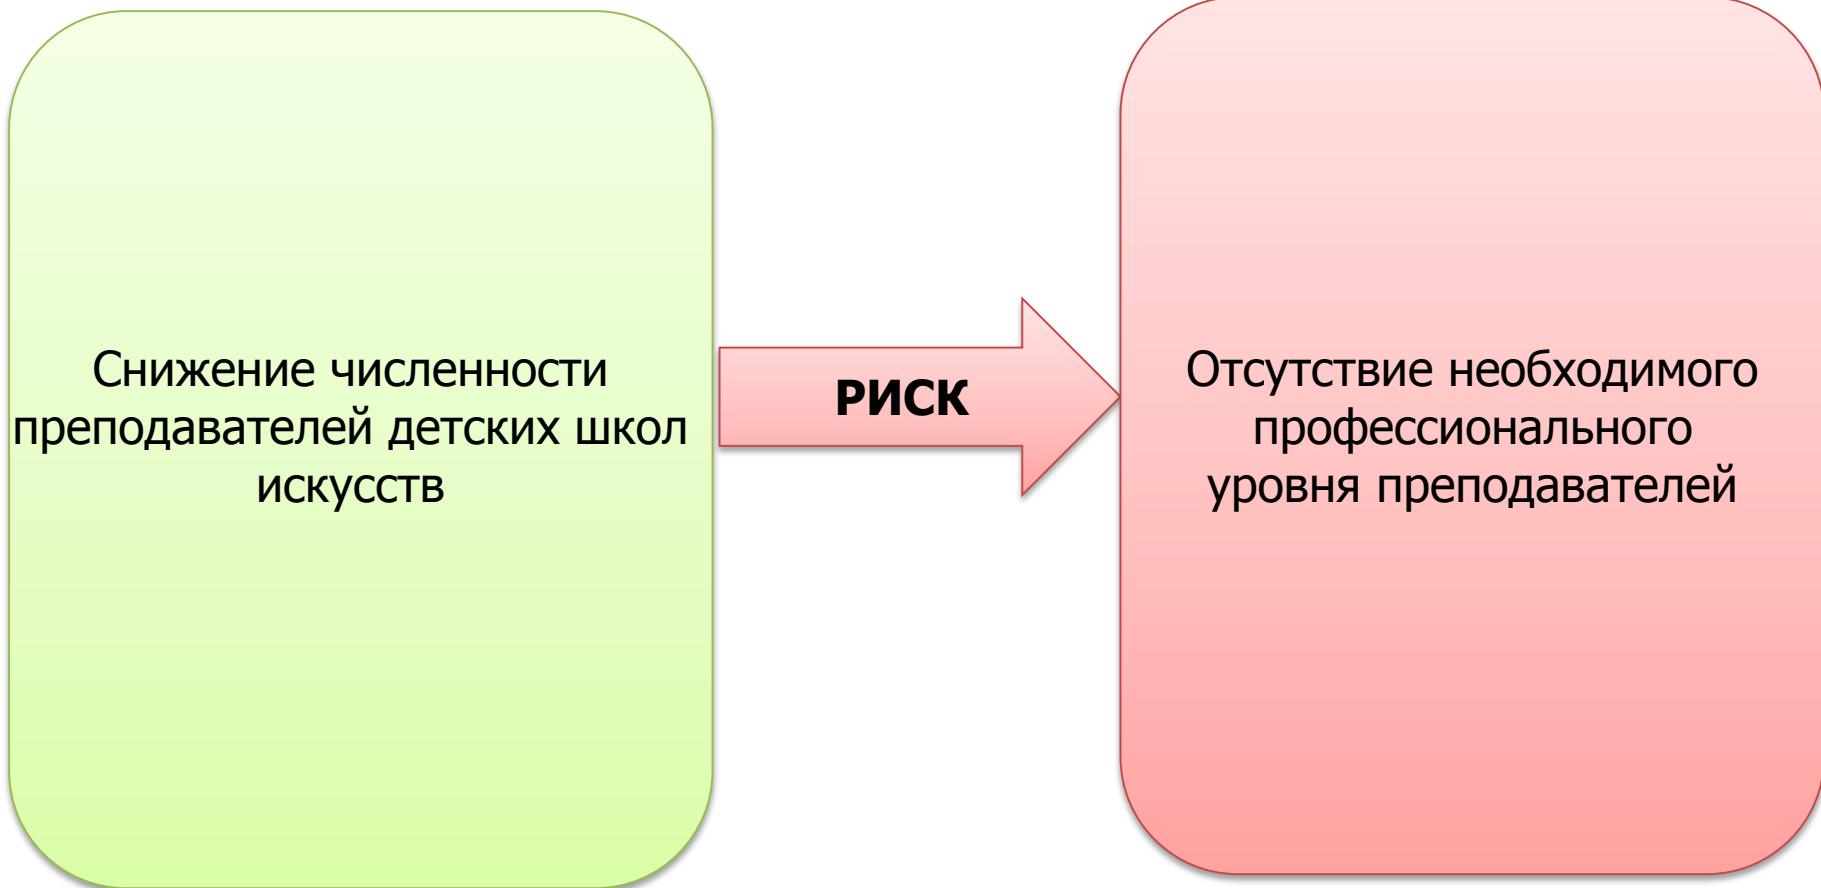 Снижение численности
преподавателей детских школ
искусств
РИСК
Отсутствие необходимого
профессионального
уровня преподавателей